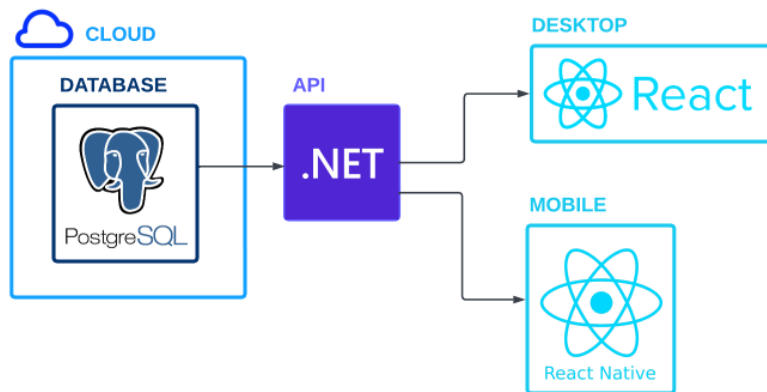 CLOUD
DATABASE
PostgreSQL
API
.NET
DESKTOP
React
MOBILE
React Native